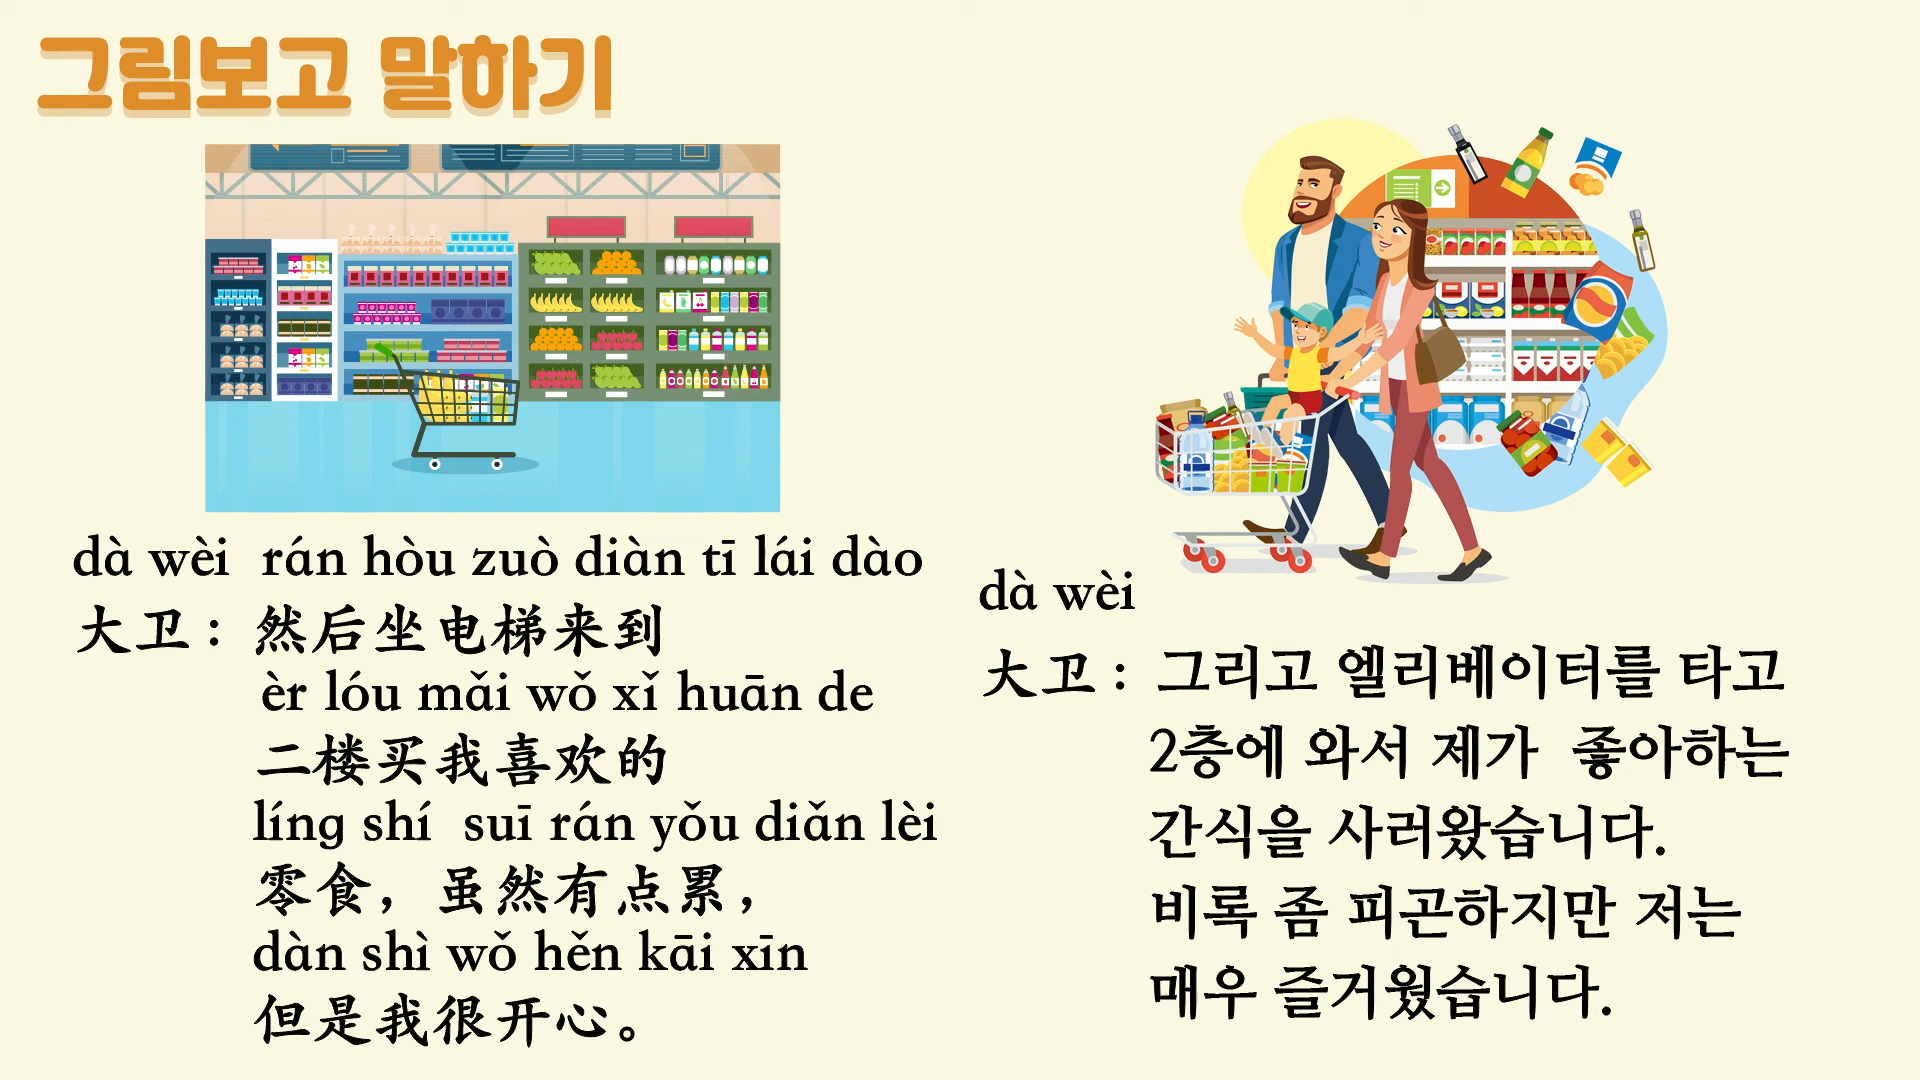 그림보고 말하기
dà wèi rán hòu zuò diàn tī lái dào
大卫：然后坐电梯来到
èr lóu mǎi wǒ xǐ huān de
二楼买我喜欢的
líng shí suī rán yǒu diǎn lèi
零食，虽然有点累，
dàn shì wǒ hěn kāi xīn
但是我很开心。
dà wèi
大卫：그리고 엘리베이터를 타고
2층에 와서 제가 좋아하는
간식을 사러왔습니다.
비록 좀 피곤하지만 저는
매우 즐거웠습니다.